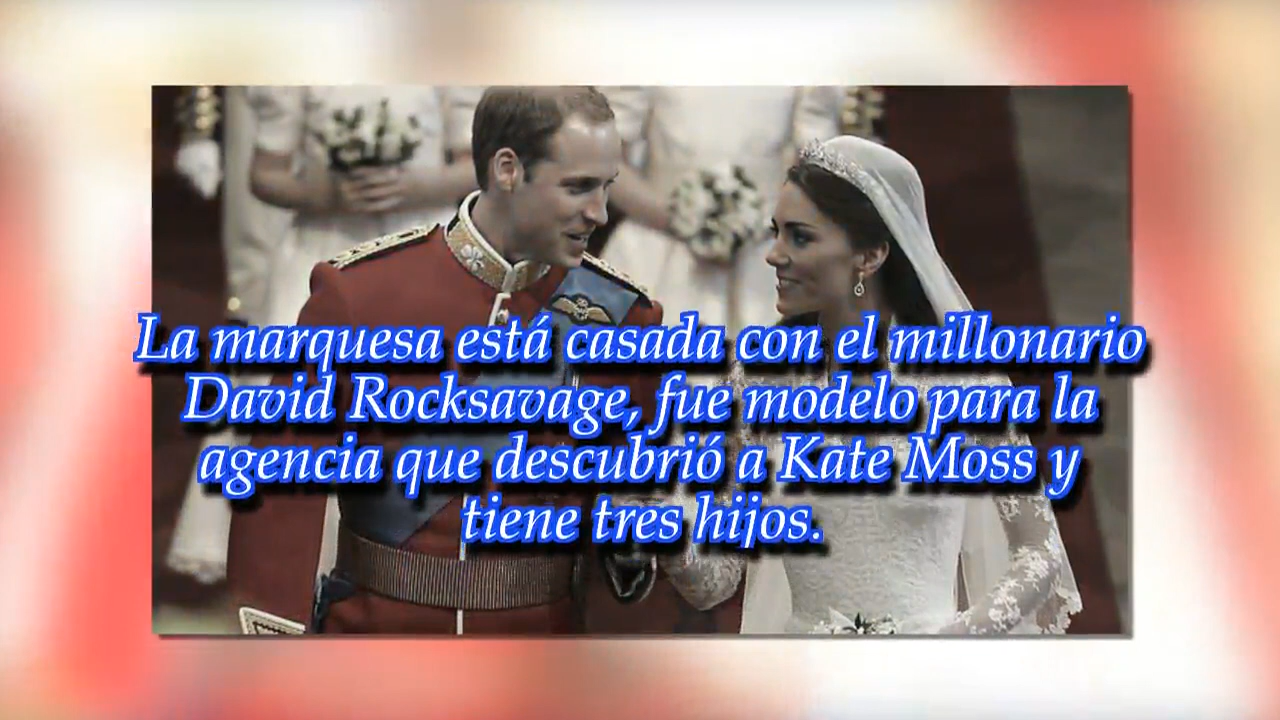 La marquesa está casada con el millonario
David Rocksavage, fue modelo para la
agencia que descubrió a Kate Moss y
tiene tres hijos.